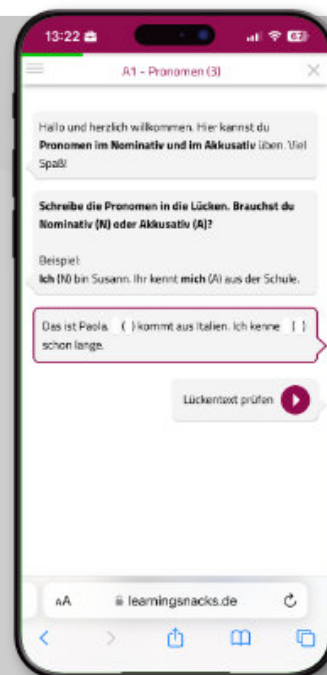 13:22
67
A1 - Pronomen (3)
Hallo und herzlich willkommen. Hier kannst du
Pronomen im Nominativ und im Akkusativ üben. Viel
Spaß!
Schreibe die Pronomen in die Lücken. Brauchst du
Nominativ (N) oder Akkusativ (A)?
Beispiel:
Ich (N) bin Susann. Ihr kennt mich (A) aus der Schule.
Das ist Paola. ( ) kommt aus Italien. Ich kenne ( )
schon lange.
Lückentext prüfen
AA learningsnacks.de